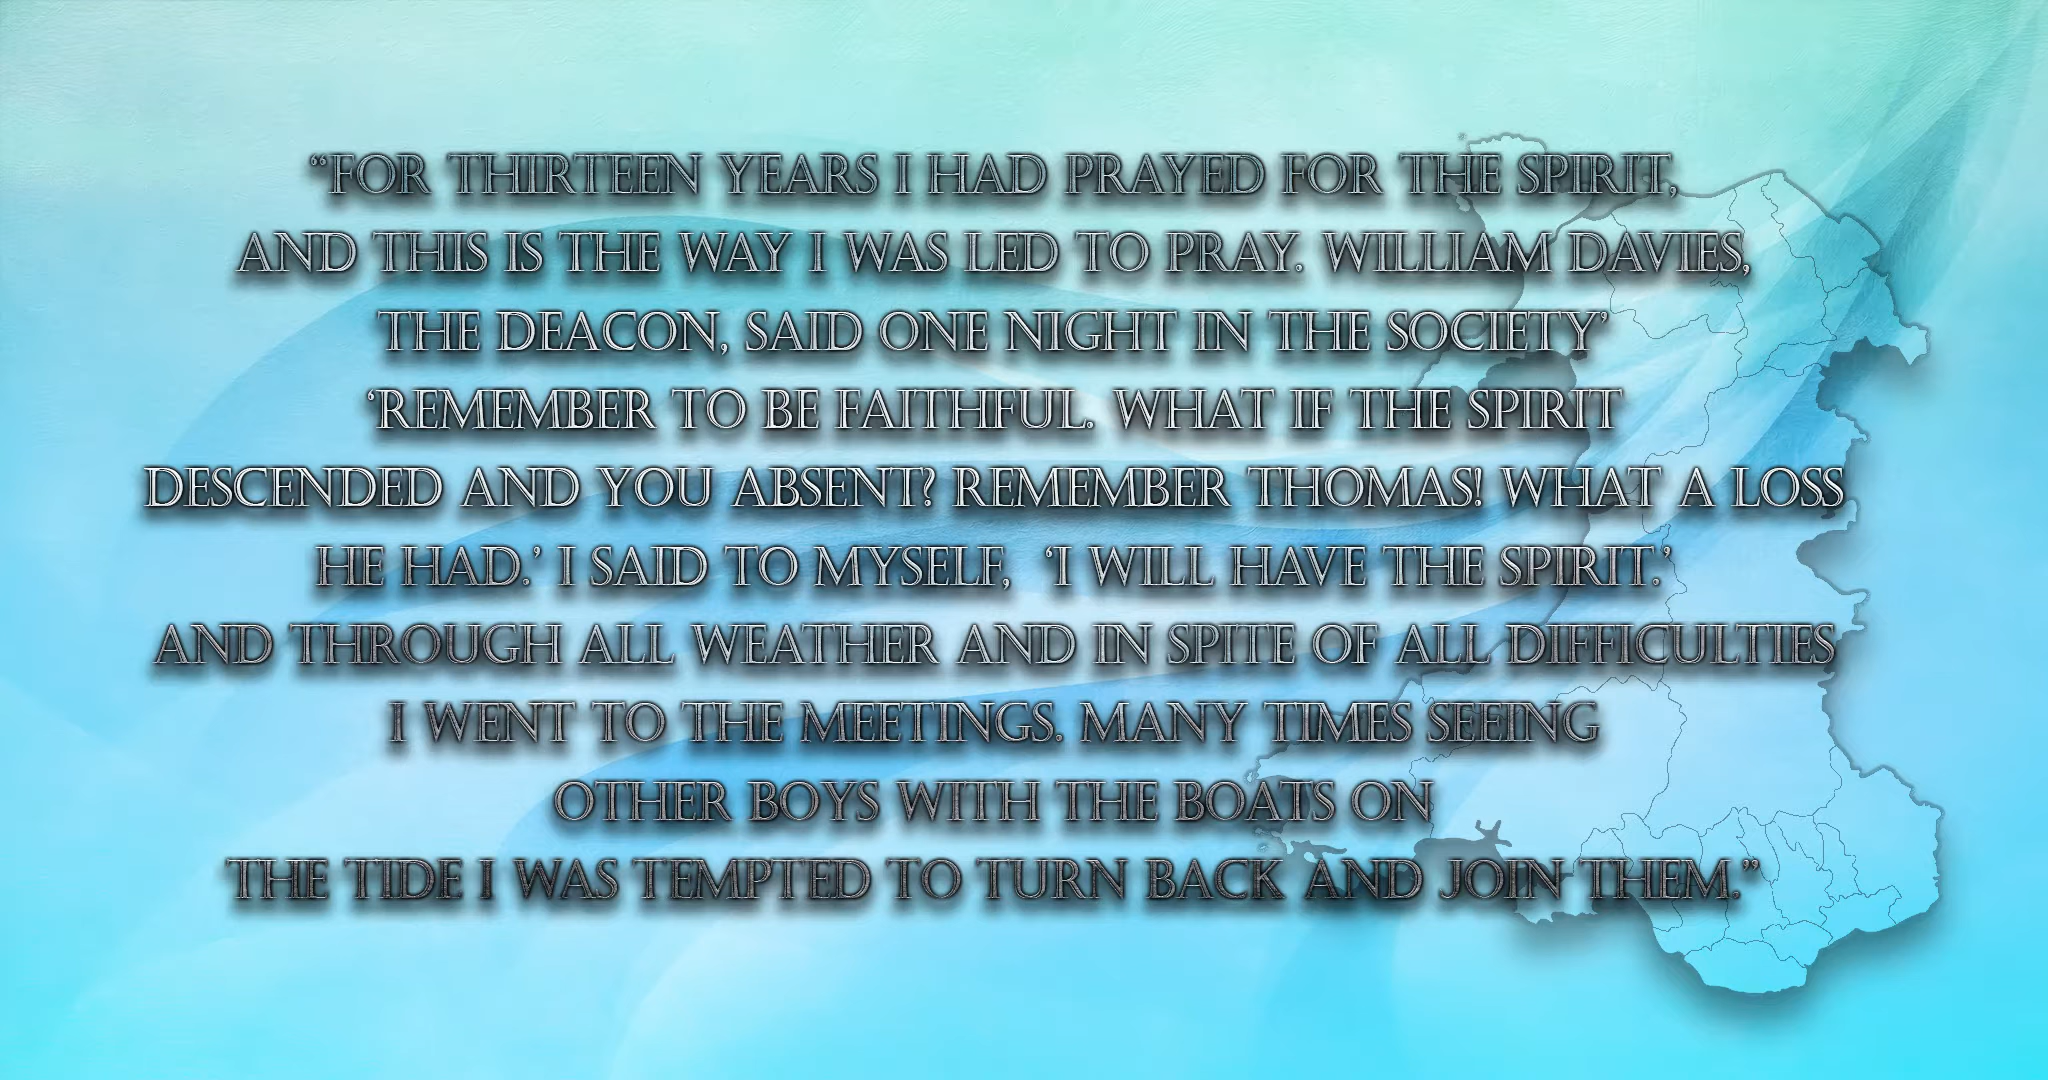 “FOR THIRTEEN YEARS I HAD PRAYED FOR THE SPIRIT,
AND THIS IS THE WAY I WAS LED TO PRAY. WILLIAM DAVIES,
THE DEACON, SAID ONE NIGHT IN THE SOCIETY’
‘REMEMBER TO BE FAITHFUL. WHAT IF THE SPIRIT
DESCENDED AND YOU ABSENT? REMEMBER THOMAS! WHAT A LOSS
HE HAD.’ I SAID TO MYSELF, ‘I WILL HAVE THE SPIRIT.’
AND THROUGH ALL WEATHER AND IN SPITE OF ALL DIFFICULTIES
I WENT TO THE MEETINGS. MANY TIMES SEEING
OTHER BOYS WITH THE BOATS ON
THE TIDE I WAS TEMPTED TO TURN BACK AND JOIN THEM.”